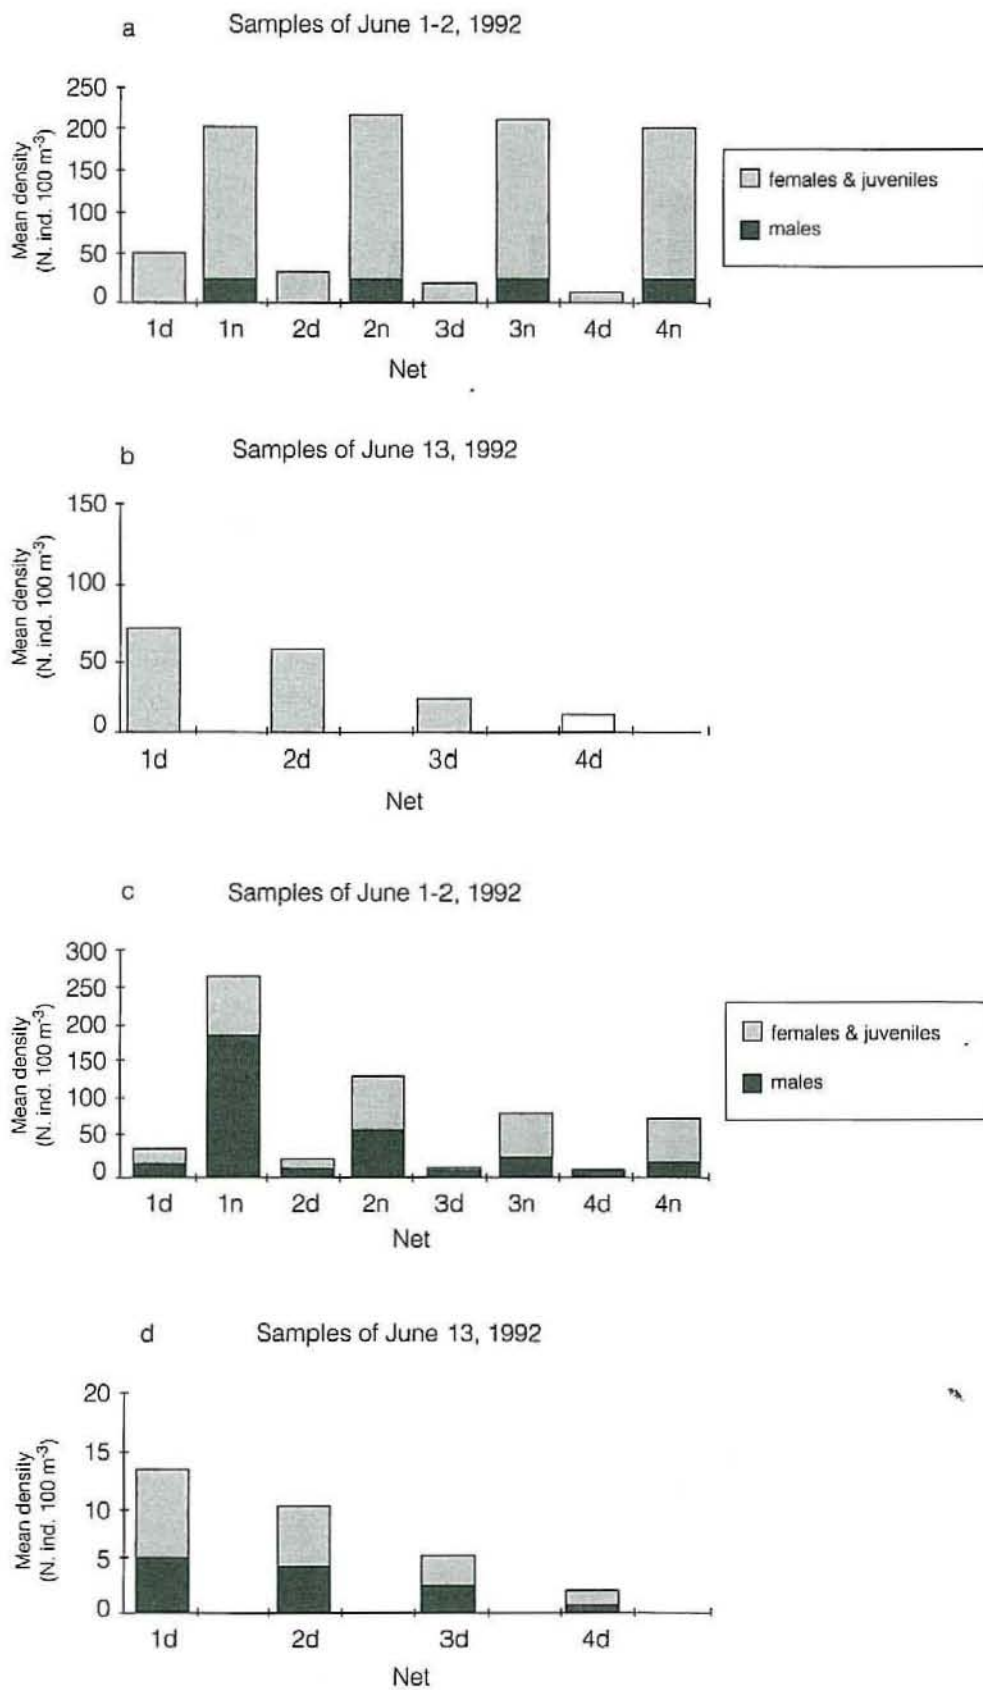 a Samples of June 1-2, 1992
Mean density
(N. ind. 100 m-3)
250
200
150
100
50
0
1d 1n 2d 2n 3d 3n 4d 4n
Net
females & juveniles
males
b Samples of June 13, 1992
Mean density
(N. ind. 100 m-3)
150
100
50
0
1d 2d 3d 4d
Net
c Samples of June 1-2, 1992
Mean density
(N. ind. 100 m-3)
300
250
200
150
100
50
0
1d 1n 2d 2n 3d 3n 4d 4n
Net
females & juveniles
males
d Samples of June 13, 1992
Mean density
(N. ind. 100 m-3)
20
15
10
5
0
1d 2d 3d 4d
Net